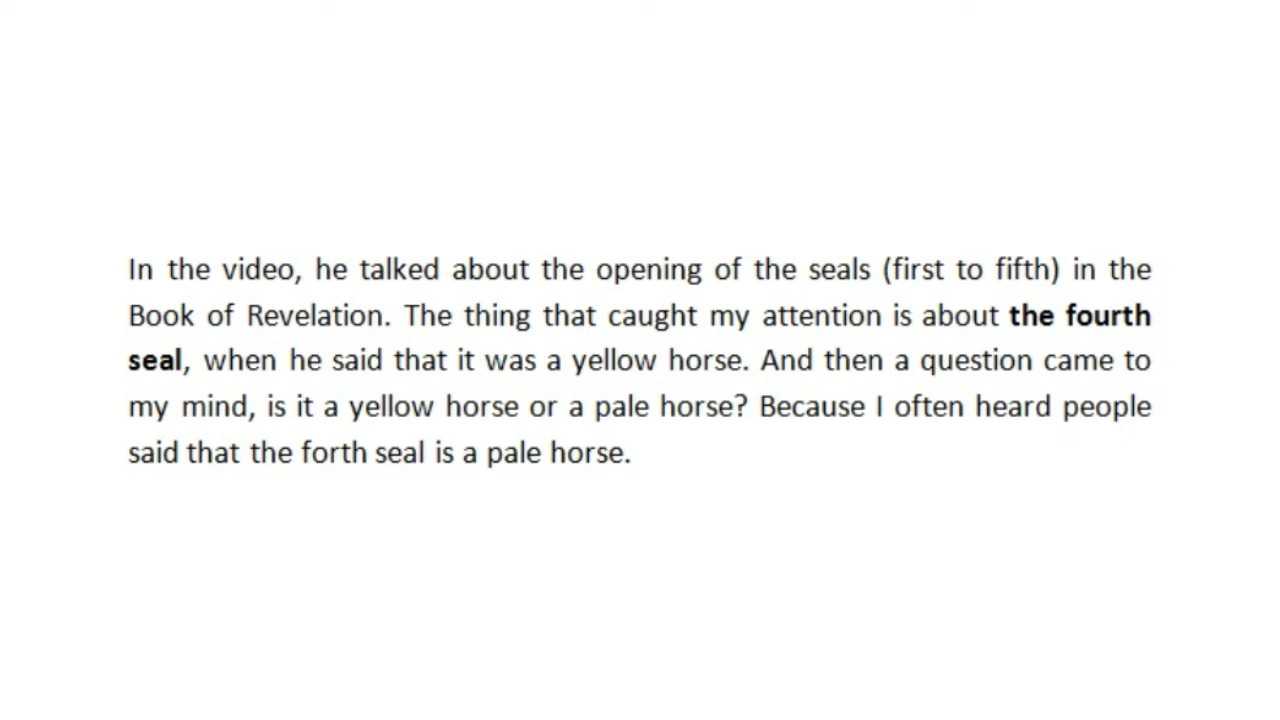 In the video, he talked about the opening of the seals (first to fifth) in the
Book of Revelation. The thing that caught my attention is about the fourth
seal, when he said that it was a yellow horse. And then a question came to
my mind, is it a yellow horse or a pale horse? Because I often heard people
said that the forth seal is a pale horse.